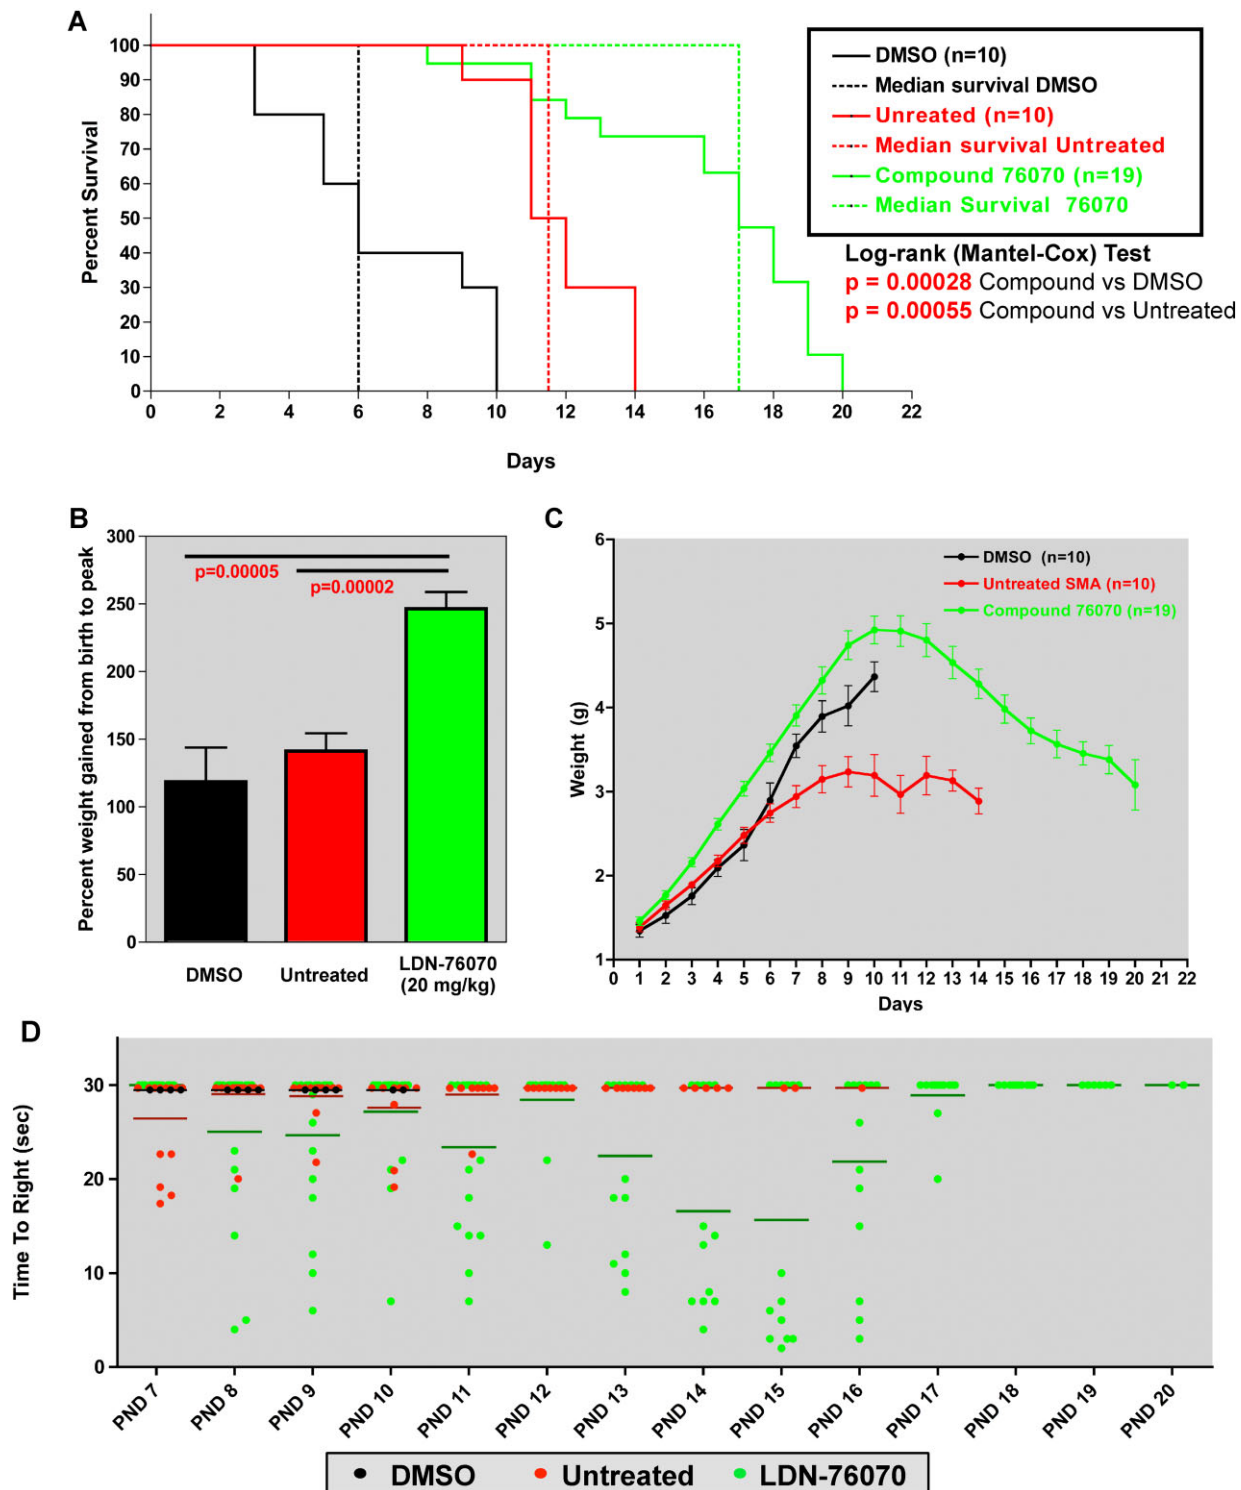 A
100
90
80
70
60
50
40
30
20
10
0
Percent Survival
0 2 4 6 8 10 12 14 16 18 20 22
Days
DMSO (n=10)
Median survival DMSO
Unreated (n=10)
Median survival Untreated
Compound 76070 (n=19)
Median Survival 76070
Log-rank (Mantel-Cox) Test
p = 0.00028 Compound vs DMSO
p = 0.00055 Compound vs Untreated
B
Percent weight gained from birth to peak
300
250
200
150
100
50
0
p=0.00005
p=0.00002
DMSO
Untreated
LDN-76070
(20 mg/kg)
C
Weight (g)
6
5
4
3
2
1
DMSO (n=10)
Untreated SMA (n=10)
Compound 76070 (n=19)
0 1 2 3 4 5 6 7 8 9 10 11 12 13 14 15 16 17 18 19 20 21 22
Days
D
Time To Right (sec)
30
20
10
0
PND 7
PND 8
PND 9
PND 10
PND 11
PND 12
PND 13
PND 14
PND 15
PND 16
PND 17
PND 18
PND 19
PND 20
DMSO Untreated LDN-76070